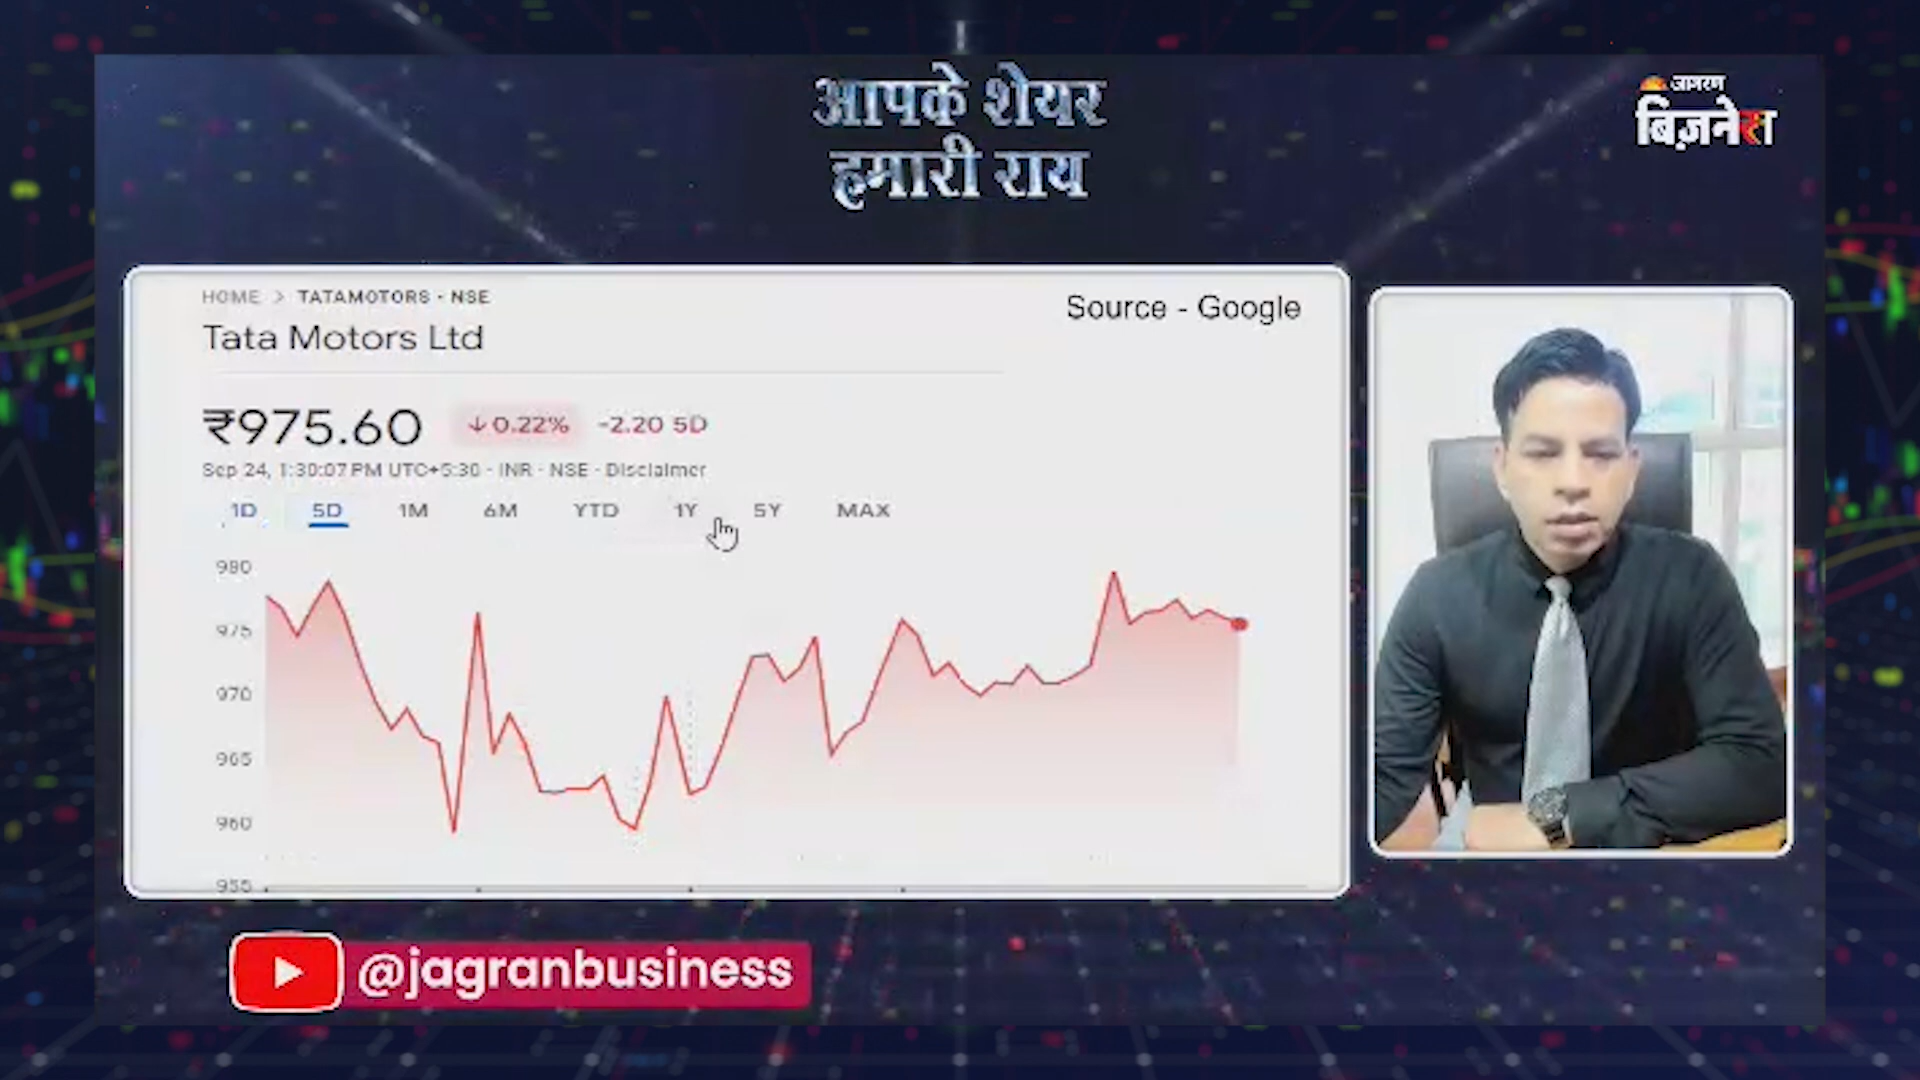 आपके शेयर
हमारी राय
जागरण
बिज़नेस
HOME > TATAMOTORS • NSE
Source - Google
Tata Motors Ltd
₹975.60 ↓0.22% -2.20 5D
Sep 24, 1:30:07 PM UTC+5:30 · INR · NSE · Disclaimer
1D 5D 1M 6M YTD 1Y 5Y MAX
980
975
970
965
960
955
@jagranbusiness